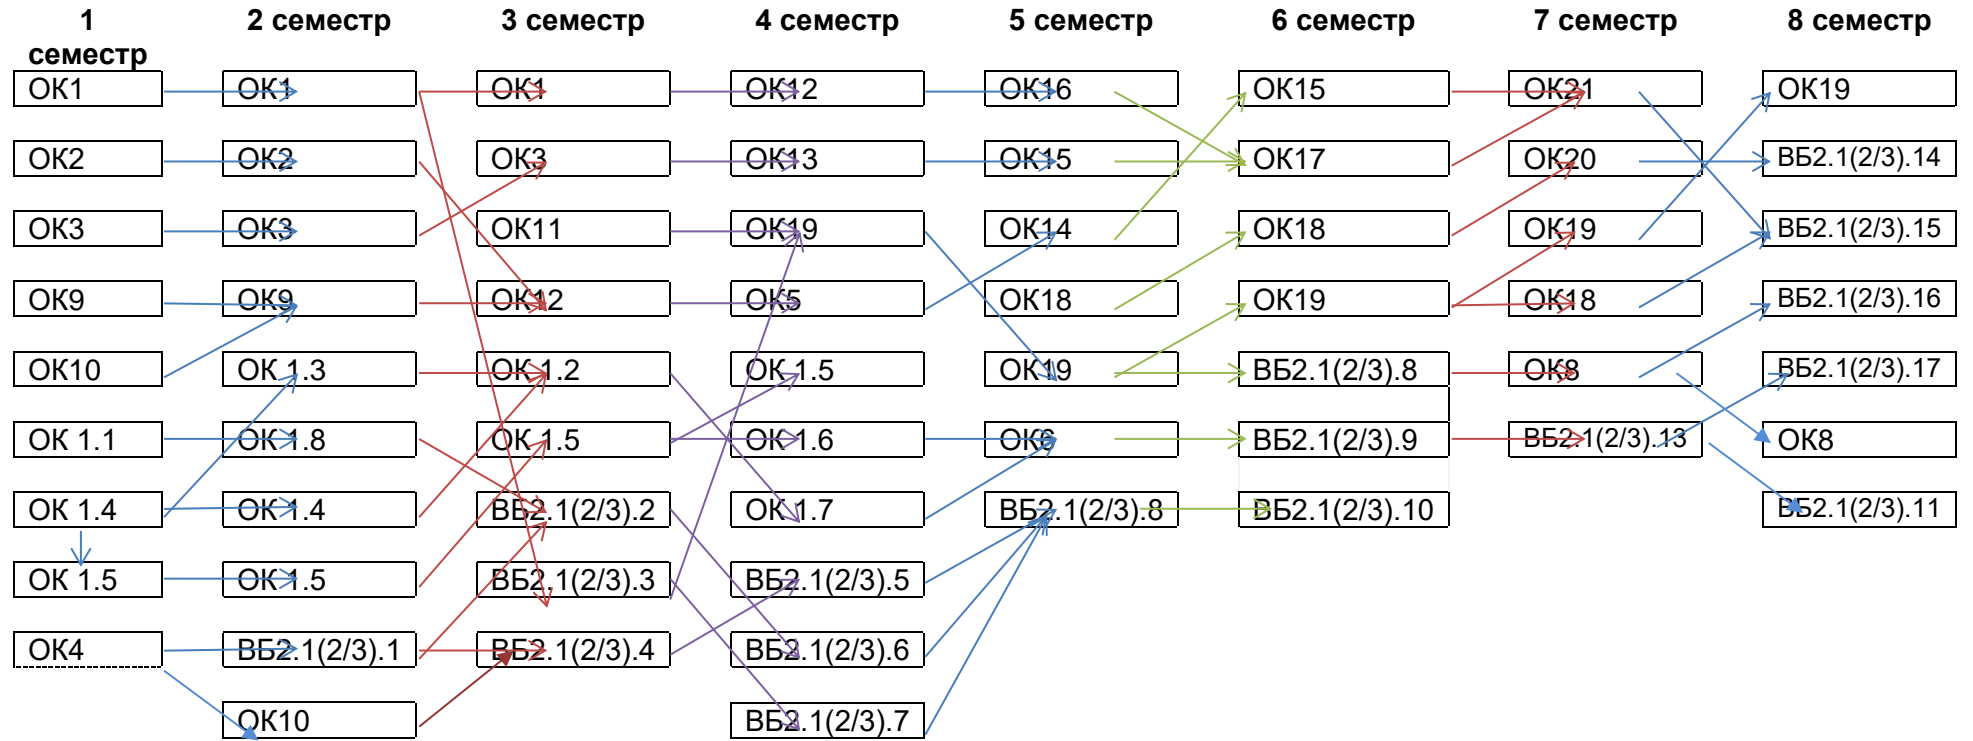 1 семестр
2 семестр
3 семестр
4 семестр
5 семестр
6 семестр
7 семестр
8 семестр
ОК1
ОК1
ОК1
ОК12
ОК16
ОК15
ОК21
ОК19
ОК2
ОК2
ОК3
ОК13
ОК15
ОК17
ОК20
ВБ2.1(2/3).14
ОК3
ОК3
ОК11
ОК19
ОК14
ОК18
ОК19
ВБ2.1(2/3).15
ОК9
ОК9
ОК12
ОК5
ОК18
ОК19
ОК18
ВБ2.1(2/3).16
ОК10
ОК 1.3
ОК 1.2
ОК 1.5
ОК19
ВБ2.1(2/3).8
ОК8
ВБ2.1(2/3).17
ОК 1.1
ОК 1.8
ОК 1.5
ОК 1.6
ОК6
ВБ2.1(2/3).9
ВБ2.1(2/3).13
ОК8
ОК 1.4
ОК 1.4
ВБ2.1(2/3).2
ОК 1.7
ВБ2.1(2/3).8
ВБ2.1(2/3).10
ВБ2.1(2/3).11
ОК 1.5
ОК 1.5
ВБ2.1(2/3).3
ВБ2.1(2/3).5
ОК4
ВБ2.1(2/3).1
ВБ2.1(2/3).4
ВБ2.1(2/3).6
ОК10
ВБ2.1(2/3).7